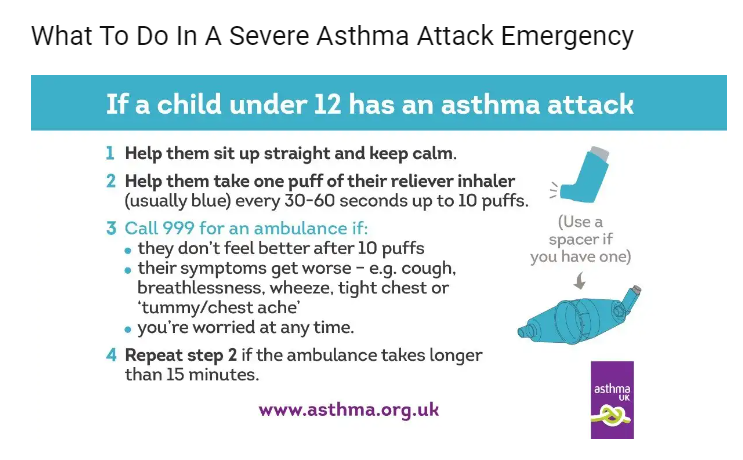 What To Do In A Severe Asthma Attack Emergency
If a child under 12 has an asthma attack
1 Help them sit up straight and keep calm.
2 Help them take one puff of their reliever inhaler
(usually blue) every 30-60 seconds up to 10 puffs.
3 Call 999 for an ambulance if:
• they don't feel better after 10 puffs
• their symptoms get worse – e.g. cough,
breathlessness, wheeze, tight chest or
'tummy/chest ache'
• you're worried at any time.
4 Repeat step 2 if the ambulance takes longer
than 15 minutes.
(Use a
spacer if
you have one)
www.asthma.org.uk
asthma
UK